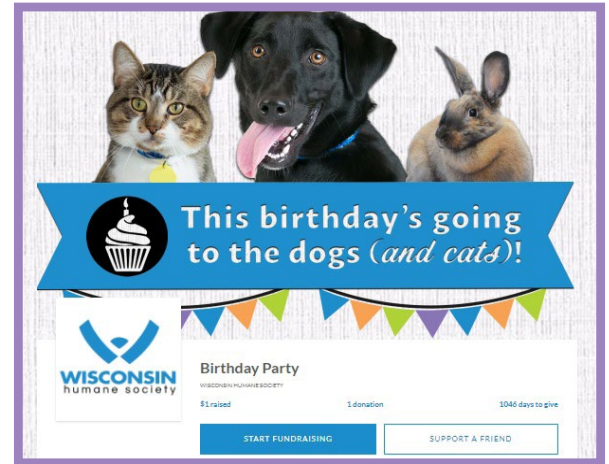 This birthday's going
to the dogs (and cats)!
WISCONSIN
humane society
Birthday Party
WISCONSIN HUMANE SOCIETY
$1 raised
1 donation
1046 days to give
START FUNDRAISING
SUPPORT A FRIEND